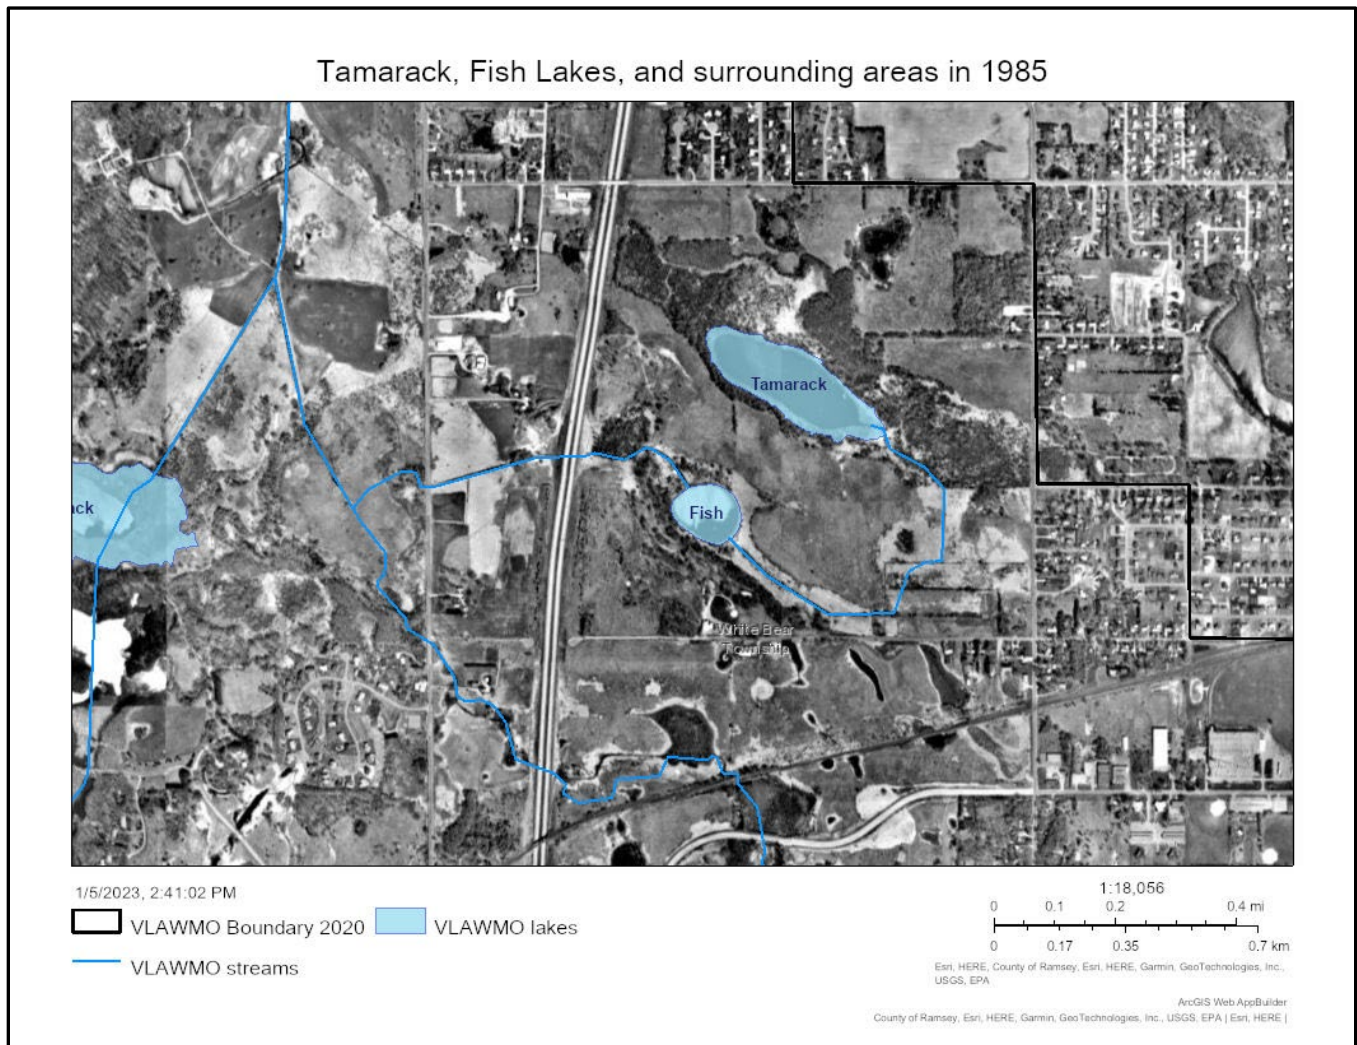 Tamarack, Fish Lakes, and surrounding areas in 1985
Tamarack
ack
Fish
White Bear
Township
1/5/2023, 2:41:02 PM
VLAWMO Boundary 2020
VLAWMO lakes
VLAWMO streams
1:18,056
0 0.1 0.2 0.4 mi
0 0.17 0.35 0.7 km
Esri, HERE, County of Ramsey, Esri, HERE, Garmin, GeoTechnologies, Inc.,
USGS, EPA
ArcGIS Web AppBuilder
County of Ramsey, Esri, HERE, Garmin, GeoTechnologies, Inc., USGS, EPA | Esri, HERE |